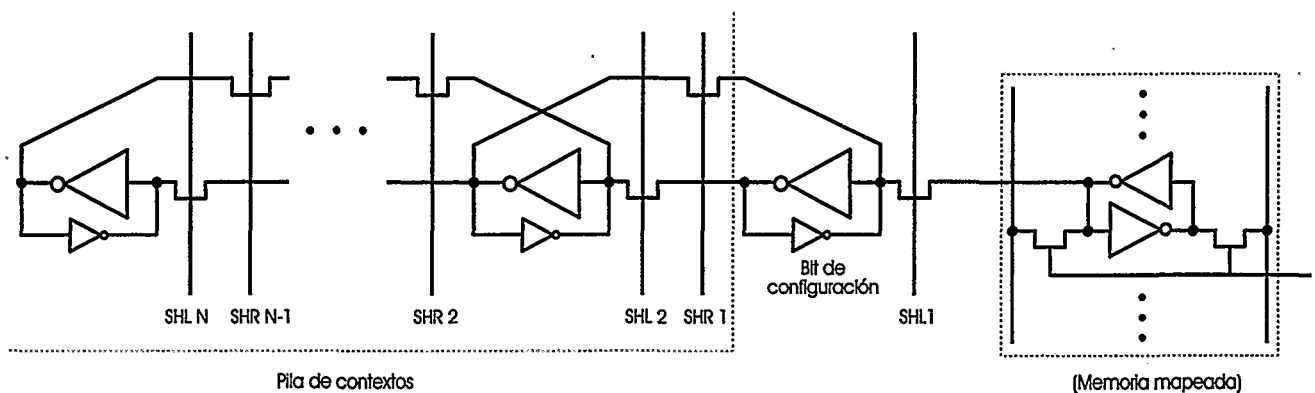 Bit de
configuración
SHL N
SHR N-1
SHR 2
SHL 2
SHR 1
SHL1
Pila de contextos
(Memoria mapeada)